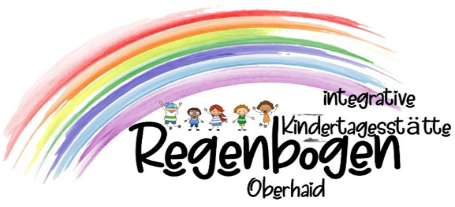 integrative
Kindertagesstätte
Regenbogen
Oberhaid